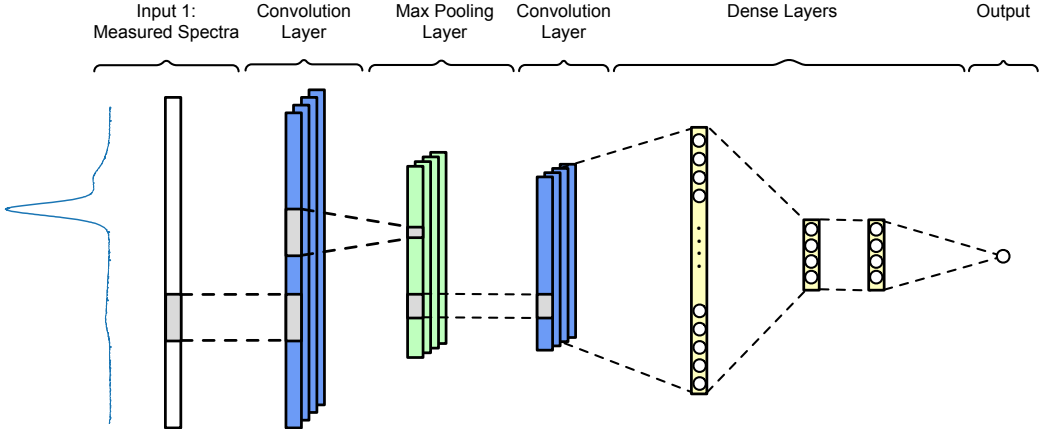 Input 1:
Measured Spectra
Convolution
Layer
Max Pooling
Layer
Convolution
Layer
Dense Layers
Output